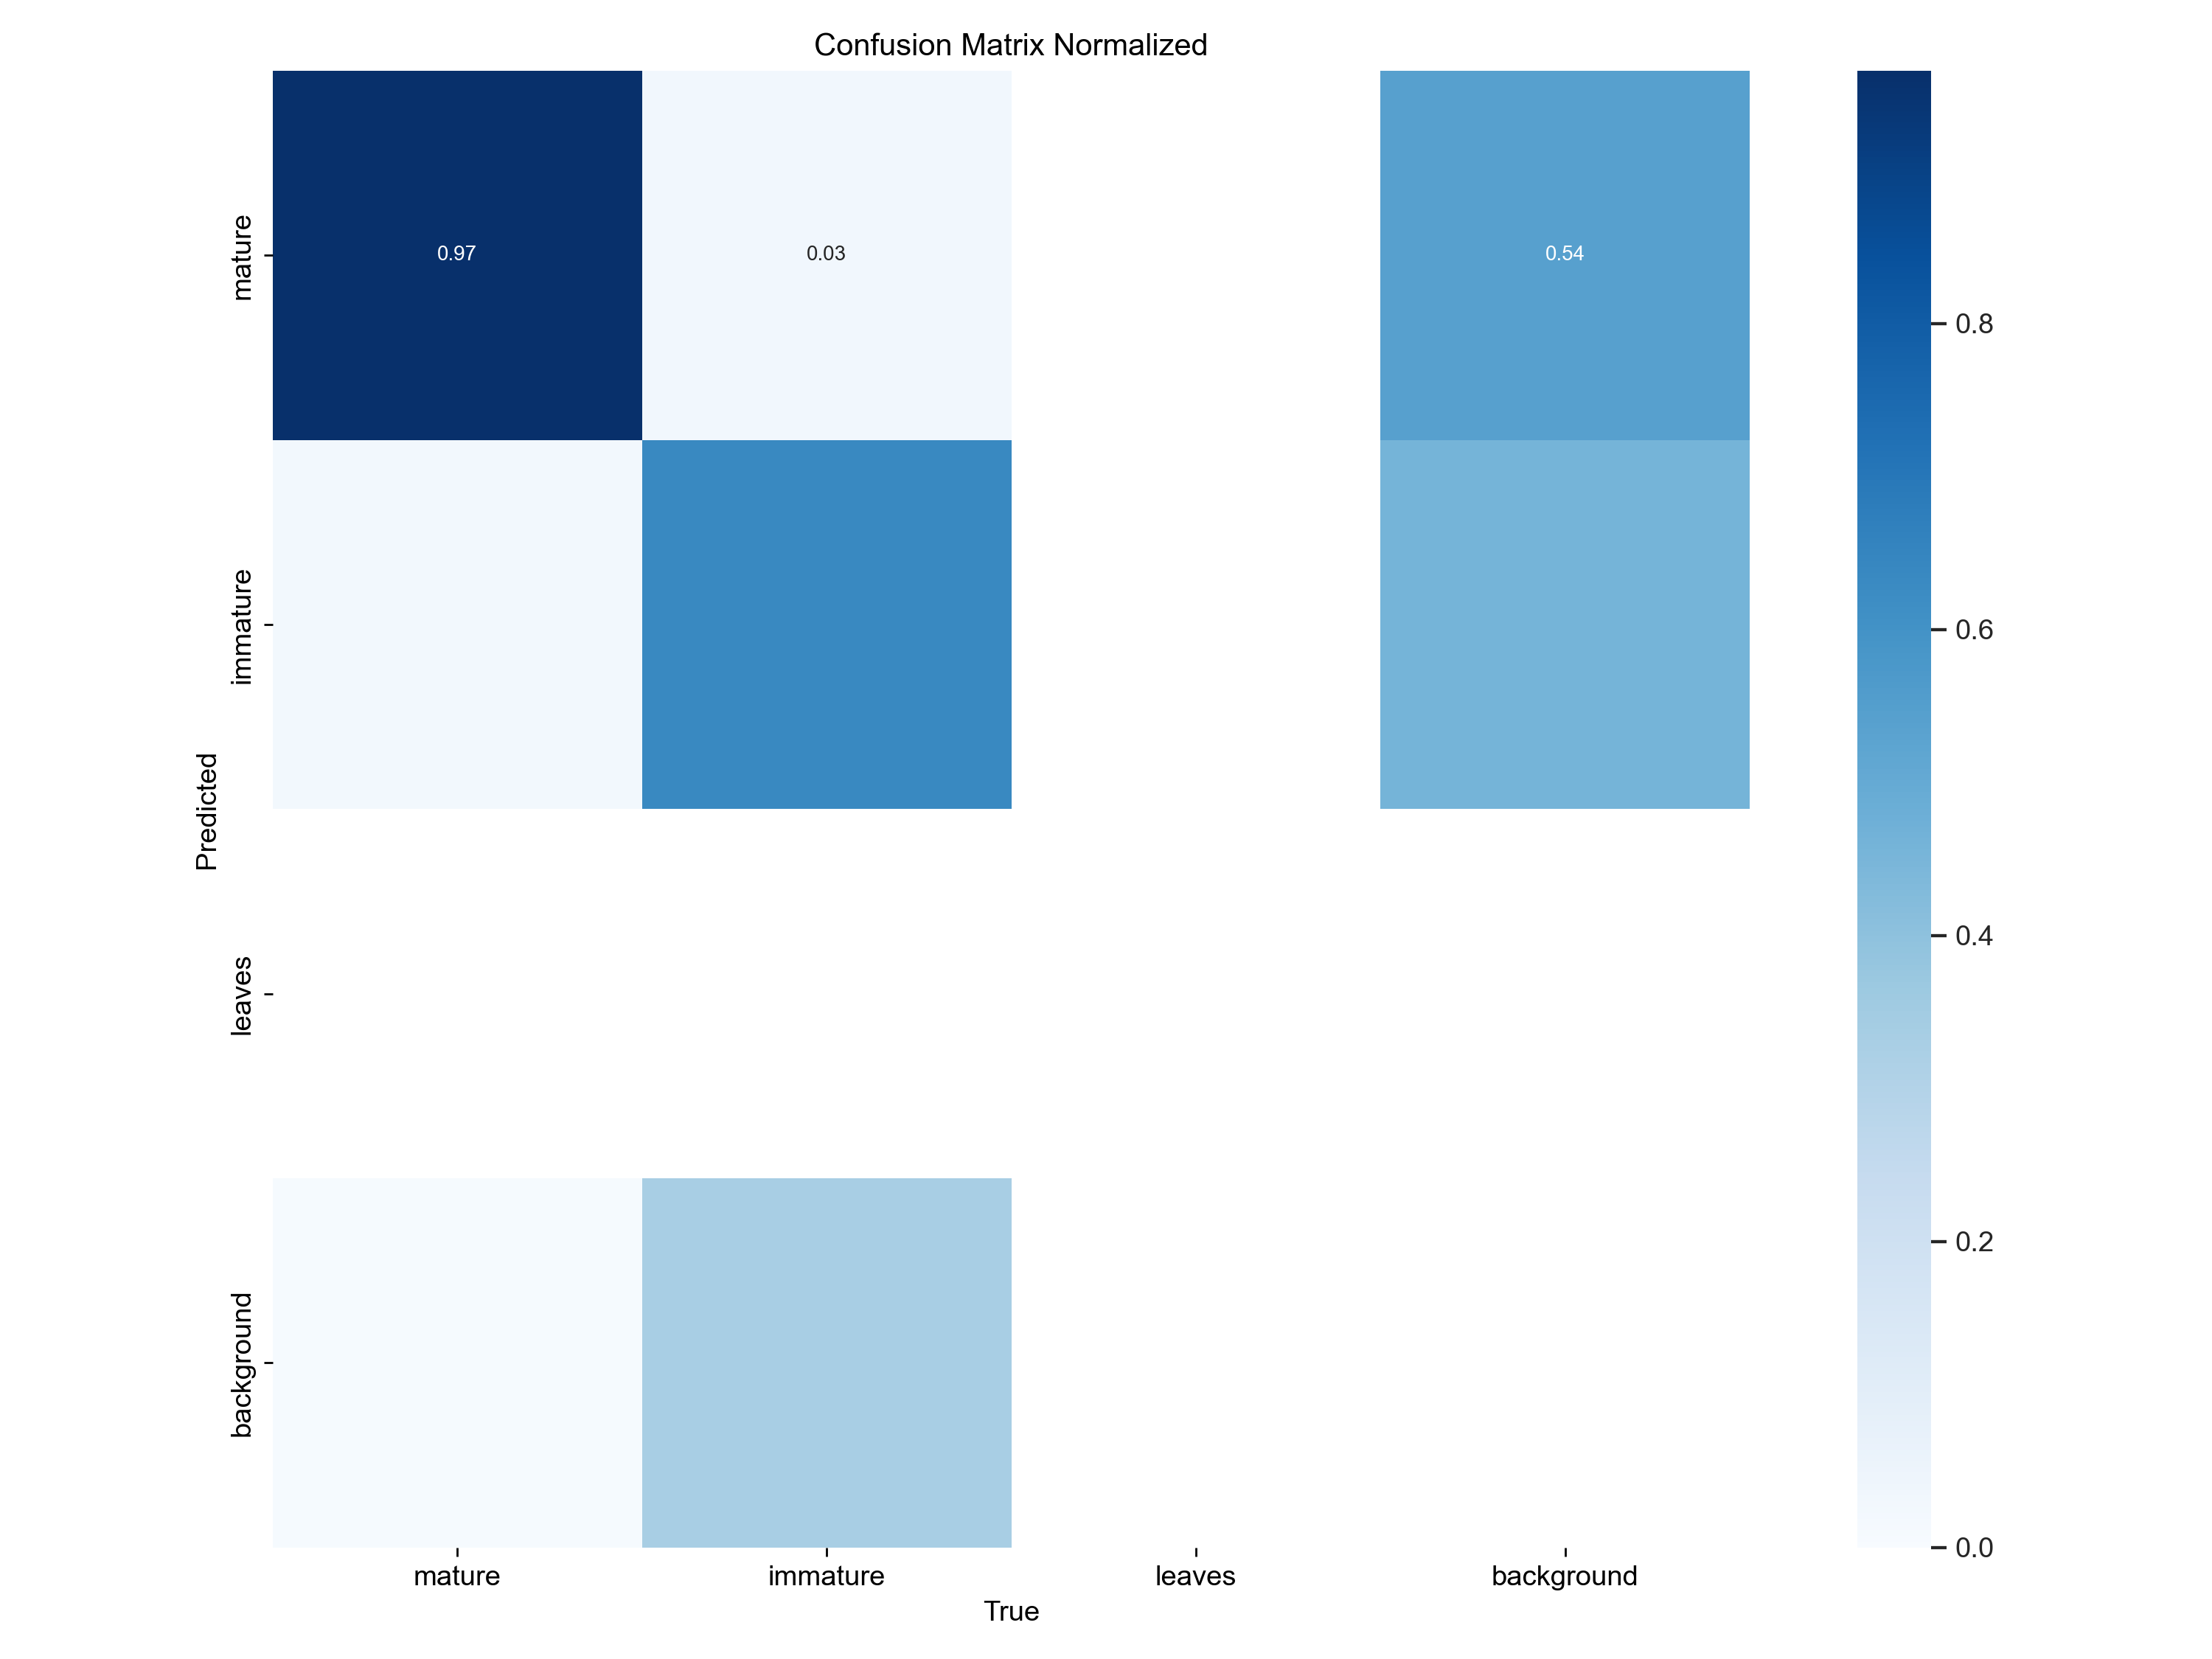 Confusion Matrix Normalized
mature
0.97
0.03
0.54
immature
leaves
background
Predicted
mature
immature
leaves
background
True
0.8
0.6
0.4
0.2
0.0